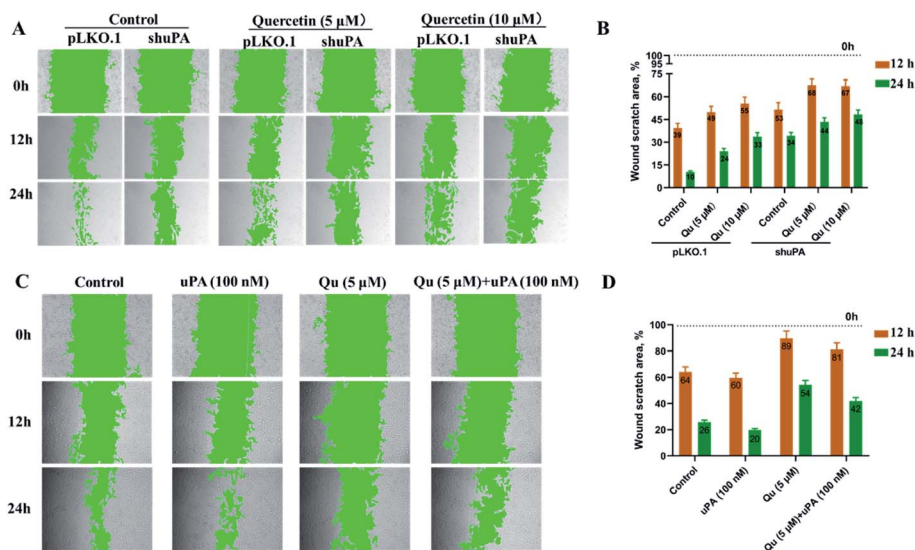 A
Control
Quercetin (5 μM)
Quercetin (10 μM)
pLKO.1 shuPA
pLKO.1 shuPA
pLKO.1 shuPA
0h
12h
24h
B
Wound scratch area, %
100
95
75
60
45
30
15
0
0h
12 h
24 h
39
10
49
24
55
33
53
34
68
44
67
48
Control
Qu (5 μM)
Qu (10 μM)
Control
Qu (5 μM)
Qu (10 μM)
pLKO.1
shuPA
C
Control
uPA (100 nM)
Qu (5 μM)
Qu (5 μM)+uPA (100 nM)
0h
12h
24h
D
Wound scratch area, %
100
80
60
40
20
0
0h
12 h
24 h
64
26
60
20
89
54
81
42
Control
uPA (100 nM)
Qu (5 μM)
Qu (5 μM)+uPA (100 nM)